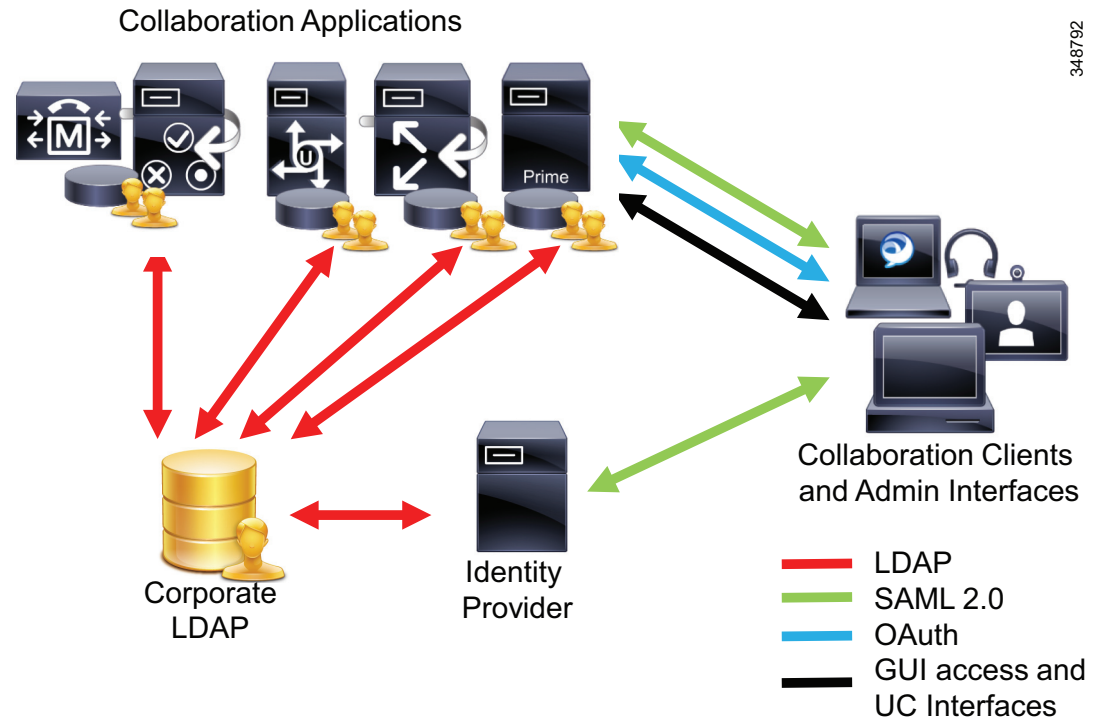 Collaboration Applications
348792
M
U
Prime
Collaboration Clients
and Admin Interfaces
Identity
Provider
Corporate
LDAP
LDAP
SAML 2.0
OAuth
GUI access and
UC Interfaces